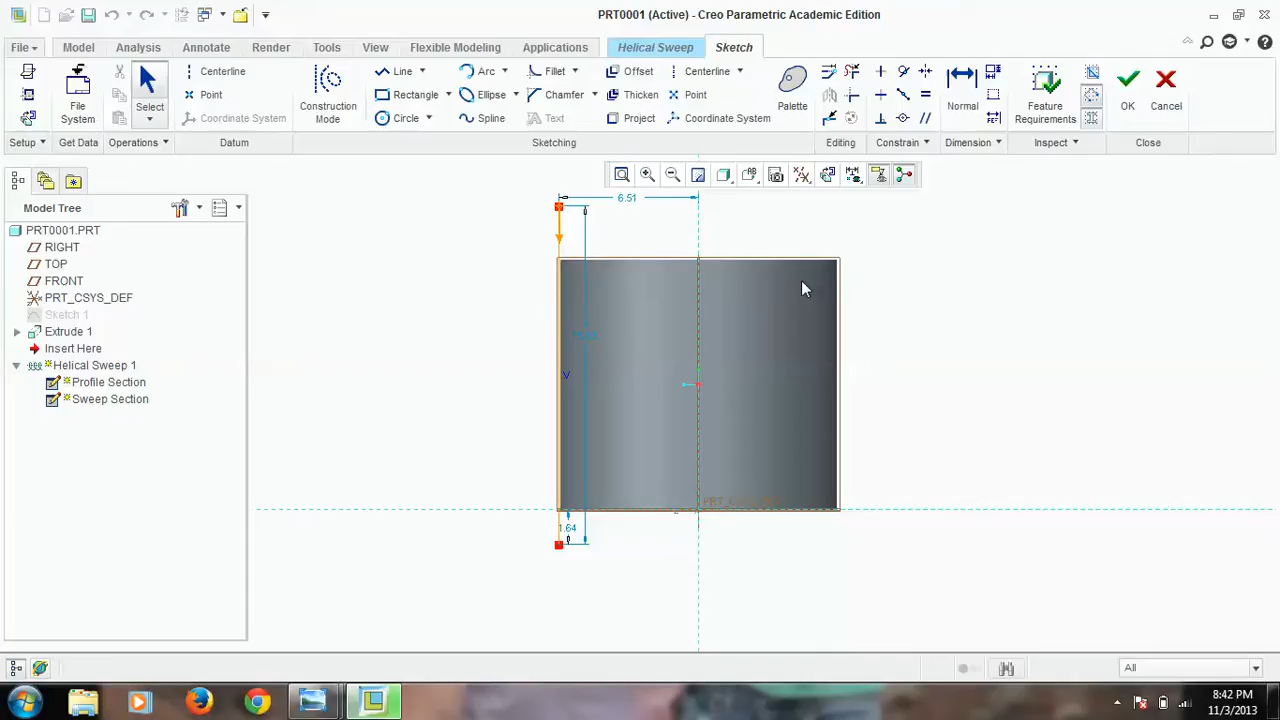 PRT0001 (Active) - Creo Parametric Academic Edition
File
Model
Analysis
Annotate
Render
Tools
View
Flexible Modeling
Applications
Helical Sweep
Sketch
File System
Select
Centerline
Point
Coordinate System
Construction Mode
Line
Arc
Fillet
Offset
Centerline
Rectangle
Ellipse
Chamfer
Thicken
Point
Circle
Spline
Text
Project
Coordinate System
Palette
Normal
Feature Requirements
OK
Cancel
Setup
Get Data
Operations
Datum
Sketching
Editing
Constrain
Dimension
Inspect
Close
Model Tree
PRT0001.PRT
RIGHT
TOP
FRONT
PRT_CSYS_DEF
Sketch 1
Extrude 1
Insert Here
Helical Sweep 1
Profile Section
Sweep Section
6.51
V
1.64
All
8:42 PM
11/3/2013